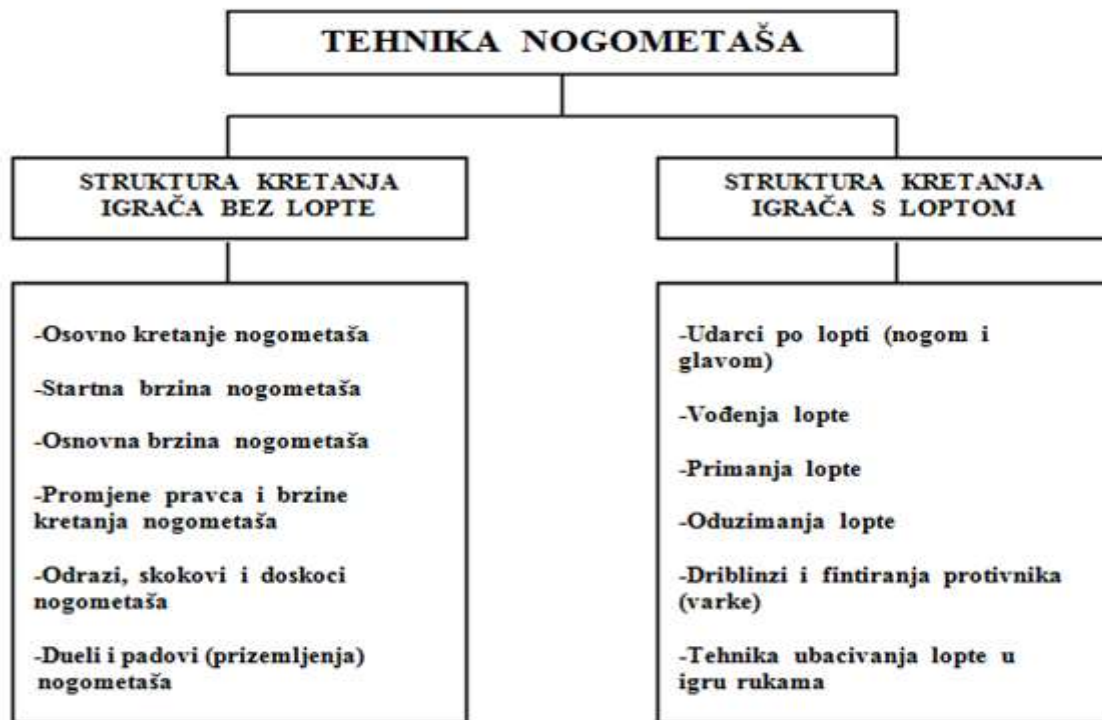 TEHNIKA NOGOMETAŠA
STRUKTURA KRETANJA
IGRAČA BEZ LOPTE
-Osovno kretanje nogometaša
-Startna brzina nogometaša
-Osnovna brzina nogometaša
-Promjene pravca i brzine
kretanja nogometaša
-Odrazi, skokovi i doskoci
nogometaša
-Dueli i padovi (prizemljenja)
nogometaša
STRUKTURA KRETANJA
IGRAČA S LOPTOM
-Udarci po lopti (nogom i
glavom)
-Vođenja lopte
-Primanja lopte
-Oduzimanja lopte
-Driblinzi i fintiranja protivnika
(varke)
-Tehnika ubacivanja lopte u
igru rukama